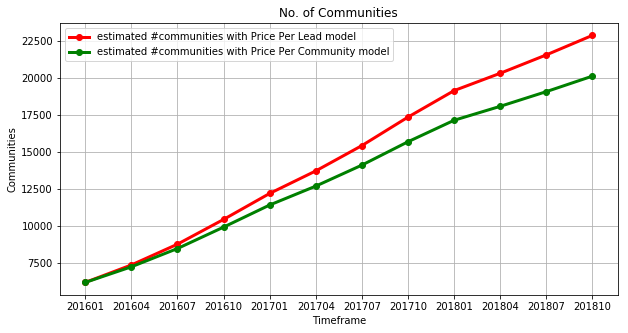 No. of Communities
estimated #communities with Price Per Lead model
estimated #communities with Price Per Community model
Communities
22500
20000
17500
15000
12500
10000
7500
201601 201604 201607 201610 201701 201704 201707 201710 201801 201804 201807 201810
Timeframe